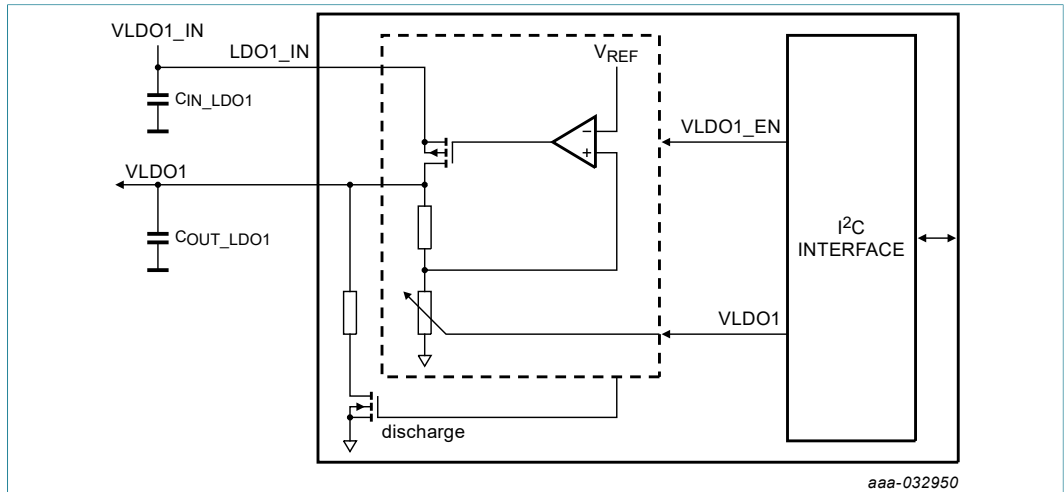 VLDO1_IN
LDO1_IN
VREF
CIN_LDO1
−
+
VLDO1_EN
VLDO1
COUT_LDO1
I2C
INTERFACE
VLDO1
discharge
aaa-032950